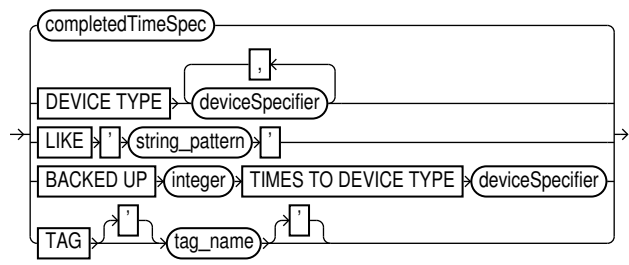 completedTimeSpec
,
DEVICE TYPE deviceSpecifier
LIKE ' string_pattern '
BACKED UP integer TIMES TO DEVICE TYPE deviceSpecifier
TAG ' tag_name '